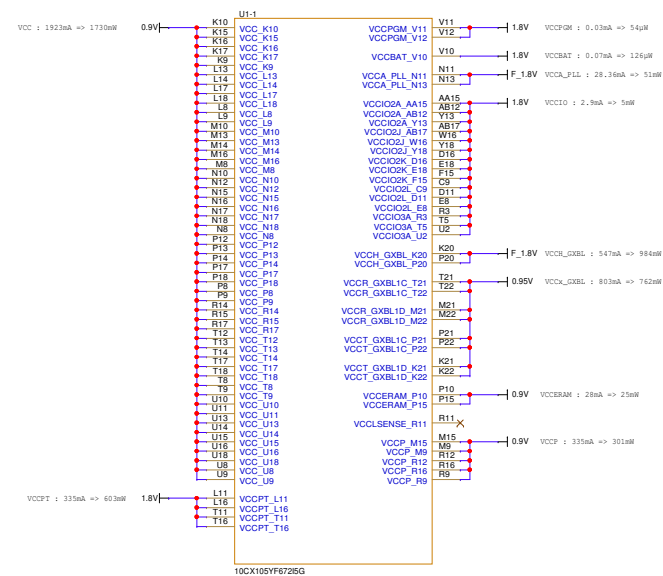 U1-1
VCC : 1923mA => 1730mW
0.9V
K10 VCC_K10
K15 VCC_K15
K16 VCC_K16
K17 VCC_K17
K9 VCC_K9
L13 VCC_L13
L14 VCC_L14
L17 VCC_L17
L18 VCC_L18
L8 VCC_L8
L9 VCC_L9
M10 VCC_M10
M13 VCC_M13
M14 VCC_M14
M16 VCC_M16
M8 VCC_M8
N10 VCC_N10
N12 VCC_N12
N15 VCC_N15
N16 VCC_N16
N17 VCC_N17
N18 VCC_N18
N8 VCC_N8
P12 VCC_P12
P13 VCC_P13
P14 VCC_P14
P17 VCC_P17
P18 VCC_P18
P8 VCC_P8
P9 VCC_P9
R14 VCC_R14
R15 VCC_R15
R17 VCC_R17
T12 VCC_T12
T13 VCC_T13
T14 VCC_T14
T17 VCC_T17
T18 VCC_T18
T8 VCC_T8
T9 VCC_T9
U10 VCC_U10
U11 VCC_U11
U13 VCC_U13
U14 VCC_U14
U15 VCC_U15
U16 VCC_U16
U18 VCC_U18
U8 VCC_U8
U9 VCC_U9
VCCPT : 335mA => 603mW
1.8V
L11 VCCPT_L11
L16 VCCPT_L16
T11 VCCPT_T11
T16 VCCPT_T16
VCCPGM_V11 V11 1.8V VCCPGM : 0.03mA => 54µW
VCCPGM_V12 V12
VCCBAT_V10 V10 1.8V VCCBAT : 0.07mA => 126µW
VCCA_PLL_N11 N11 F_1.8V VCCA_PLL : 28.36mA => 51mW
VCCA_PLL_N13 N13
VCCIO2A_AA15 AA15 1.8V VCCIO : 2.9mA => 5mW
VCCIO2A_AB12 AB12
VCCIO2A_Y13 Y13
VCCIO2J_AB17 AB17
VCCIO2J_W16 W16
VCCIO2J_Y18 Y18
VCCIO2K_D16 D16
VCCIO2K_E18 E18
VCCIO2K_F15 F15
VCCIO2L_C9 C9
VCCIO2L_D11 D11
VCCIO2L_E8 E8
VCCIO3A_R3 R3
VCCIO3A_T5 T5
VCCIO3A_U2 U2
VCCH_GXBL_K20 K20 F_1.8V VCCH_GXBL : 547mA => 984mW
VCCH_GXBL_P20 P20
VCCR_GXBL1C_T21 T21 0.95V VCCx_GXBL : 803mA => 762mW
VCCR_GXBL1C_T22 T22
VCCR_GXBL1D_M21 M21
VCCR_GXBL1D_M22 M22
VCCT_GXBL1C_P21 P21
VCCT_GXBL1C_P22 P22
VCCT_GXBL1D_K21 K21
VCCT_GXBL1D_K22 K22
VCCERAM_P10 P10 0.9V VCCERAM : 28mA => 25mW
VCCERAM_P15 P15
VCCLSENSE_R11 R11
VCCP_M15 M15 0.9V VCCP : 335mA => 301mW
VCCP_M9 M9
VCCP_R12 R12
VCCP_R16 R16
VCCP_R9 R9
10CX105YF672I5G